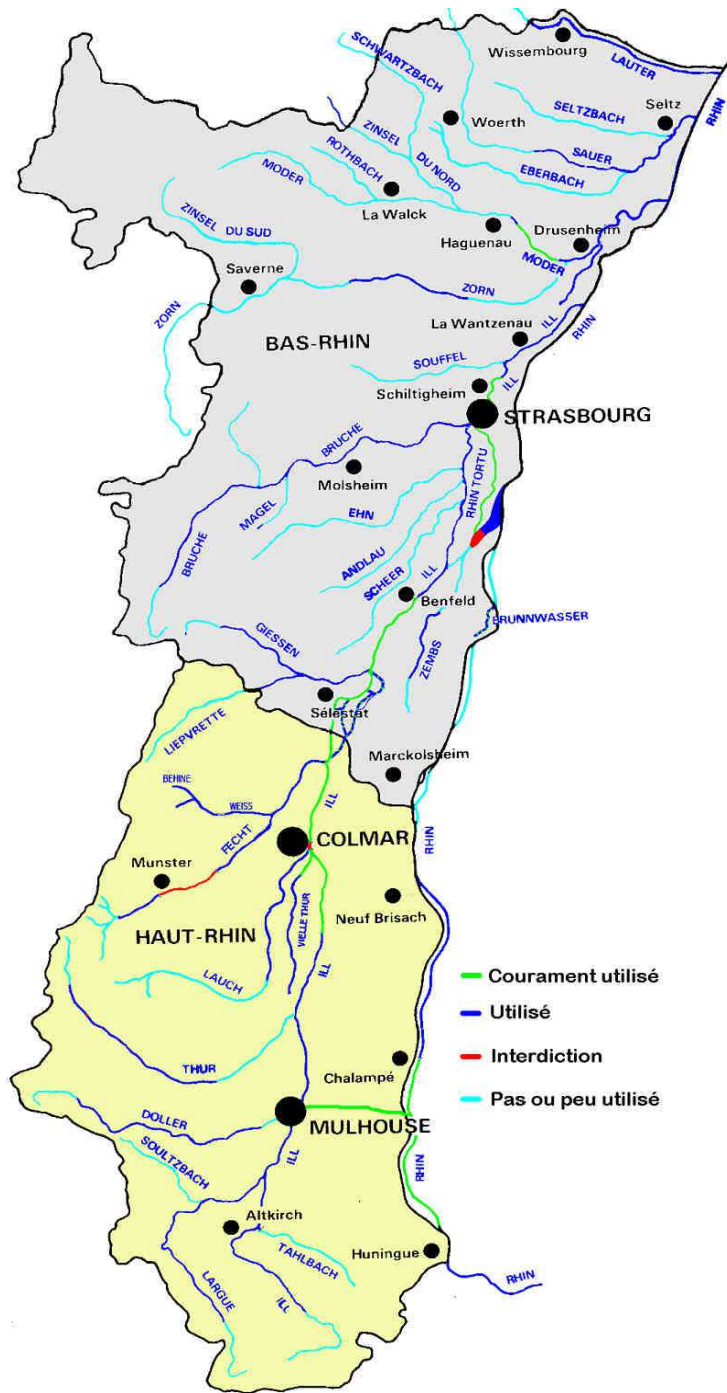 Wissembourg
LAUTER
SCHWARTZBACH
SELTZBACH
Seltz
RHIN
Woerth
ZINSEL
DU NORD
SAUER
EBERBACH
ROTHBACH
MODER
La Walck
Haguenau
Drusenheim
MODER
ZINSEL DU SUD
Saverne
ZORN
ZORN
La Wantzenau
ILL
RHIN
BAS-RHIN
SOUFFEL
ILL
Schiltigheim
STRASBOURG
BRUCHE
Molsheim
RHIN TORTU
MAGEL
EHN
BRUCHE
ANDLAU
SCHEER
ILL
Benfeld
BRUNNWASSER
GIESSEN
ZEMBS
Sélestat
LIEPVRETTE
Marckolsheim
BEHINE
WEISS
ILL
COLMAR
FECHT
RHIN
Munster
Neuf Brisach
VIELLE THUR
HAUT-RHIN
LAUCH
ILL
Courament utilisé
Utilisé
Interdiction
Pas ou peu utilisé
THUR
Chalampé
DOLLER
MULHOUSE
SOULTZBACH
ILL
RHIN
Altkirch
TAHLBACH
Huningue
LARGUE
ILL
RHIN